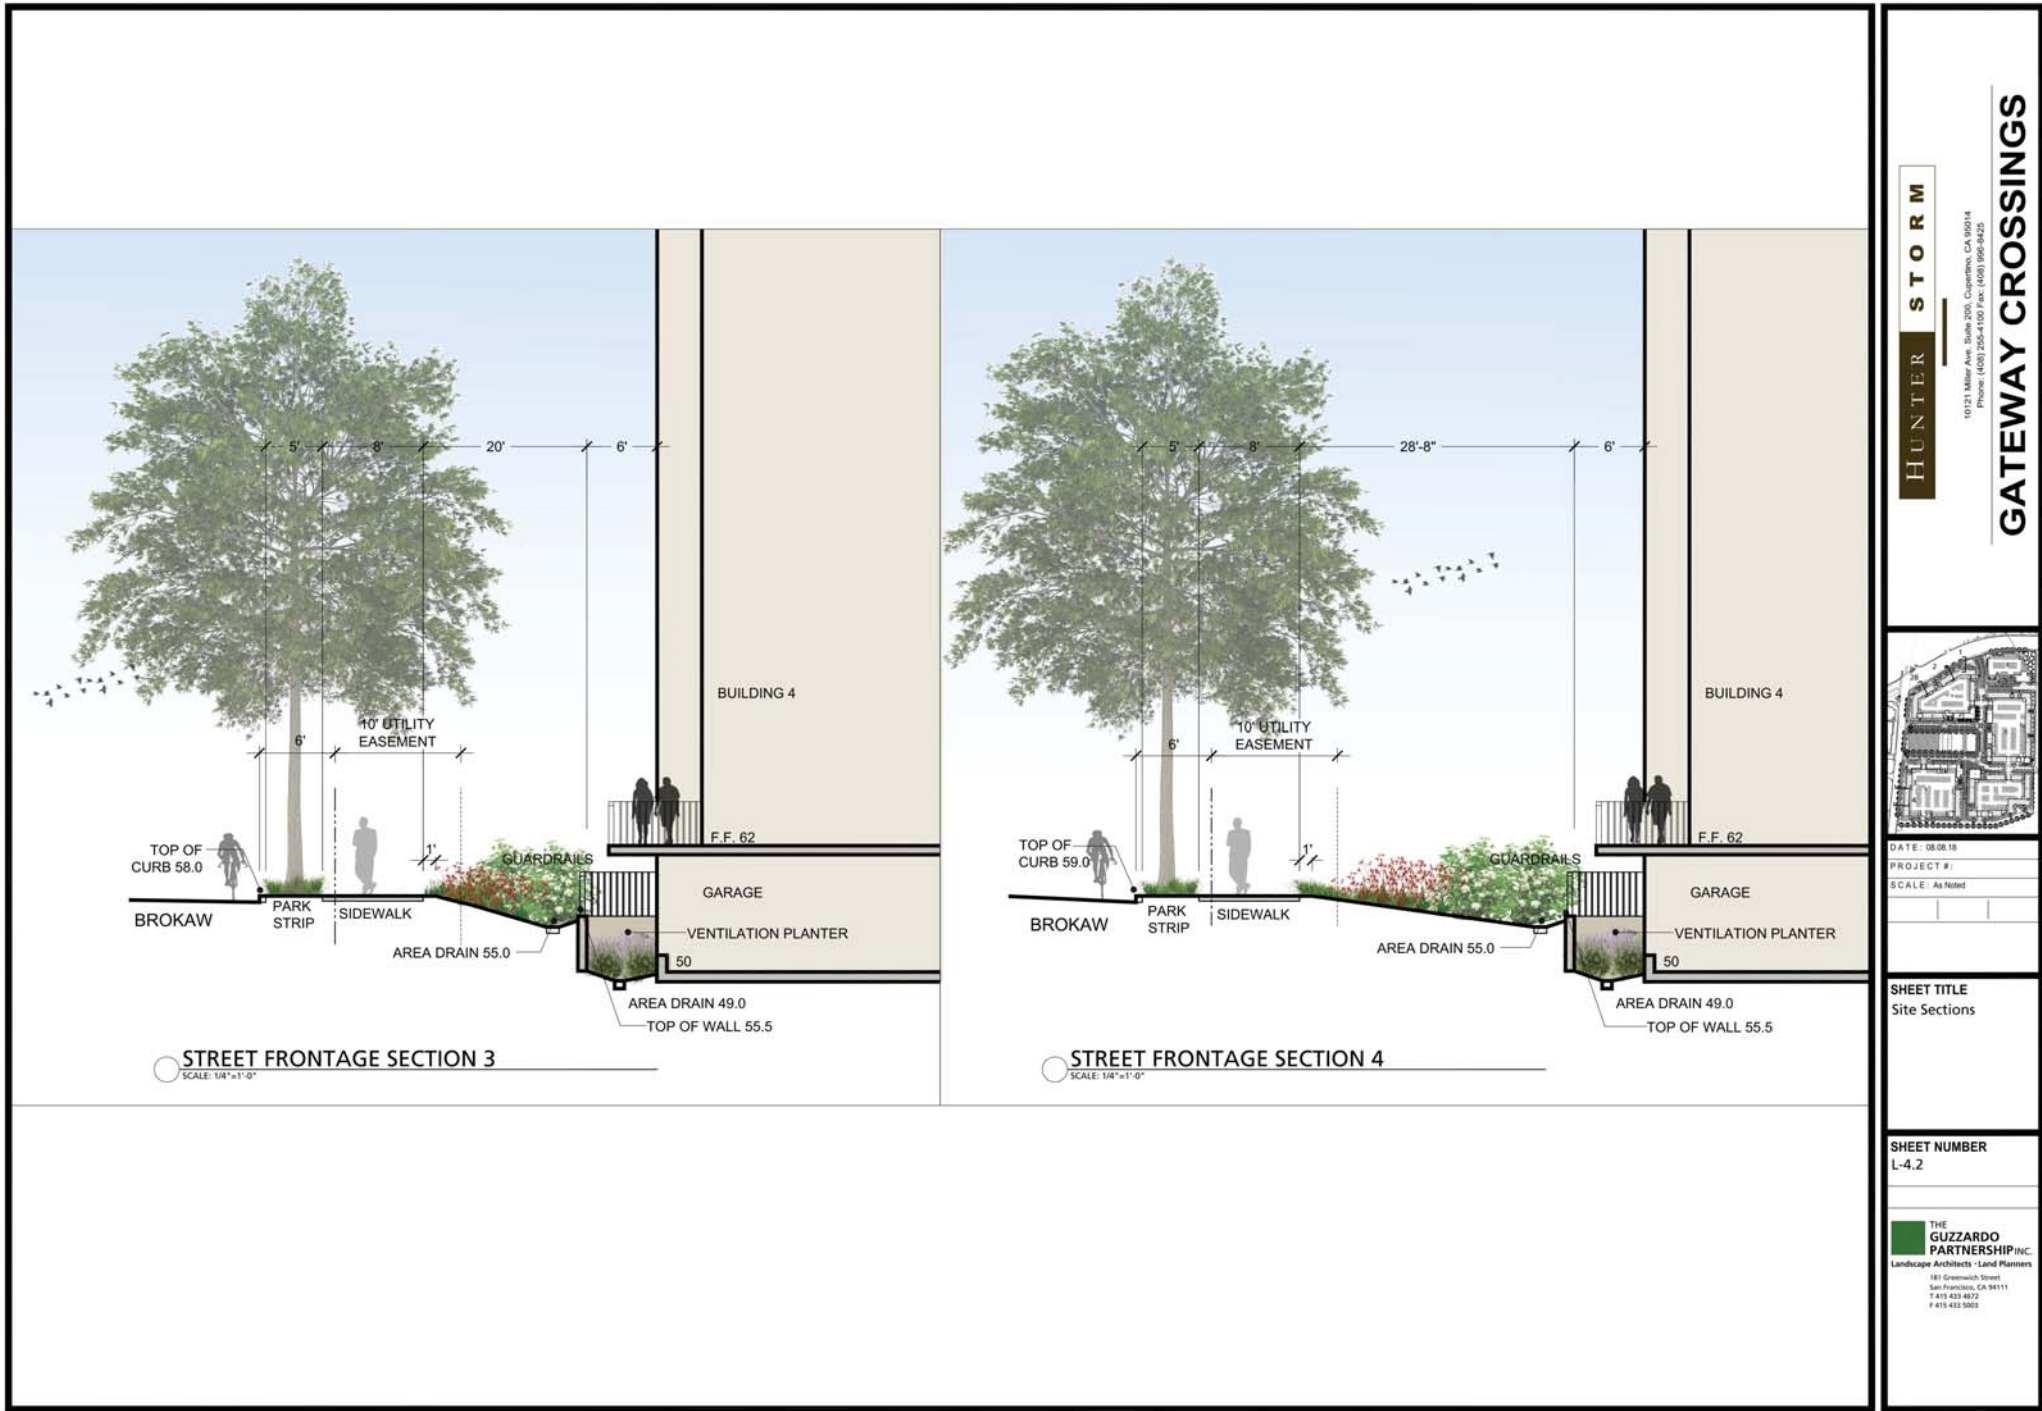 5'
8'
20'
6'
BUILDING 4
10' UTILITY
EASEMENT
6'
TOP OF
CURB 58.0
1'
GUARDRAILS
F.F. 62
GARAGE
BROKAW
PARK
STRIP
SIDEWALK
VENTILATION PLANTER
AREA DRAIN 55.0
50
AREA DRAIN 49.0
TOP OF WALL 55.5
STREET FRONTAGE SECTION 3
SCALE: 1/4"=1'-0"
5'
8'
28'-8"
6'
BUILDING 4
10' UTILITY
EASEMENT
6'
TOP OF
CURB 59.0
1'
GUARDRAILS
F.F. 62
GARAGE
BROKAW
PARK
STRIP
SIDEWALK
VENTILATION PLANTER
AREA DRAIN 55.0
50
AREA DRAIN 49.0
TOP OF WALL 55.5
STREET FRONTAGE SECTION 4
SCALE: 1/4"=1'-0"
HUNTER STORM
10121 Miller Ave. Suite 200, Cupertino, CA 95014
Phone: (408) 255-4100 Fax: (408) 996-8425
GATEWAY CROSSINGS
DATE: 08.08.18
PROJECT #:
SCALE: As Noted
SHEET TITLE
Site Sections
SHEET NUMBER
L-4.2
THE
GUZZARDO
PARTNERSHIP INC.
Landscape Architects · Land Planners
181 Greenwich Street
San Francisco, CA 94111
T 415 433 4672
F 415 433 5003